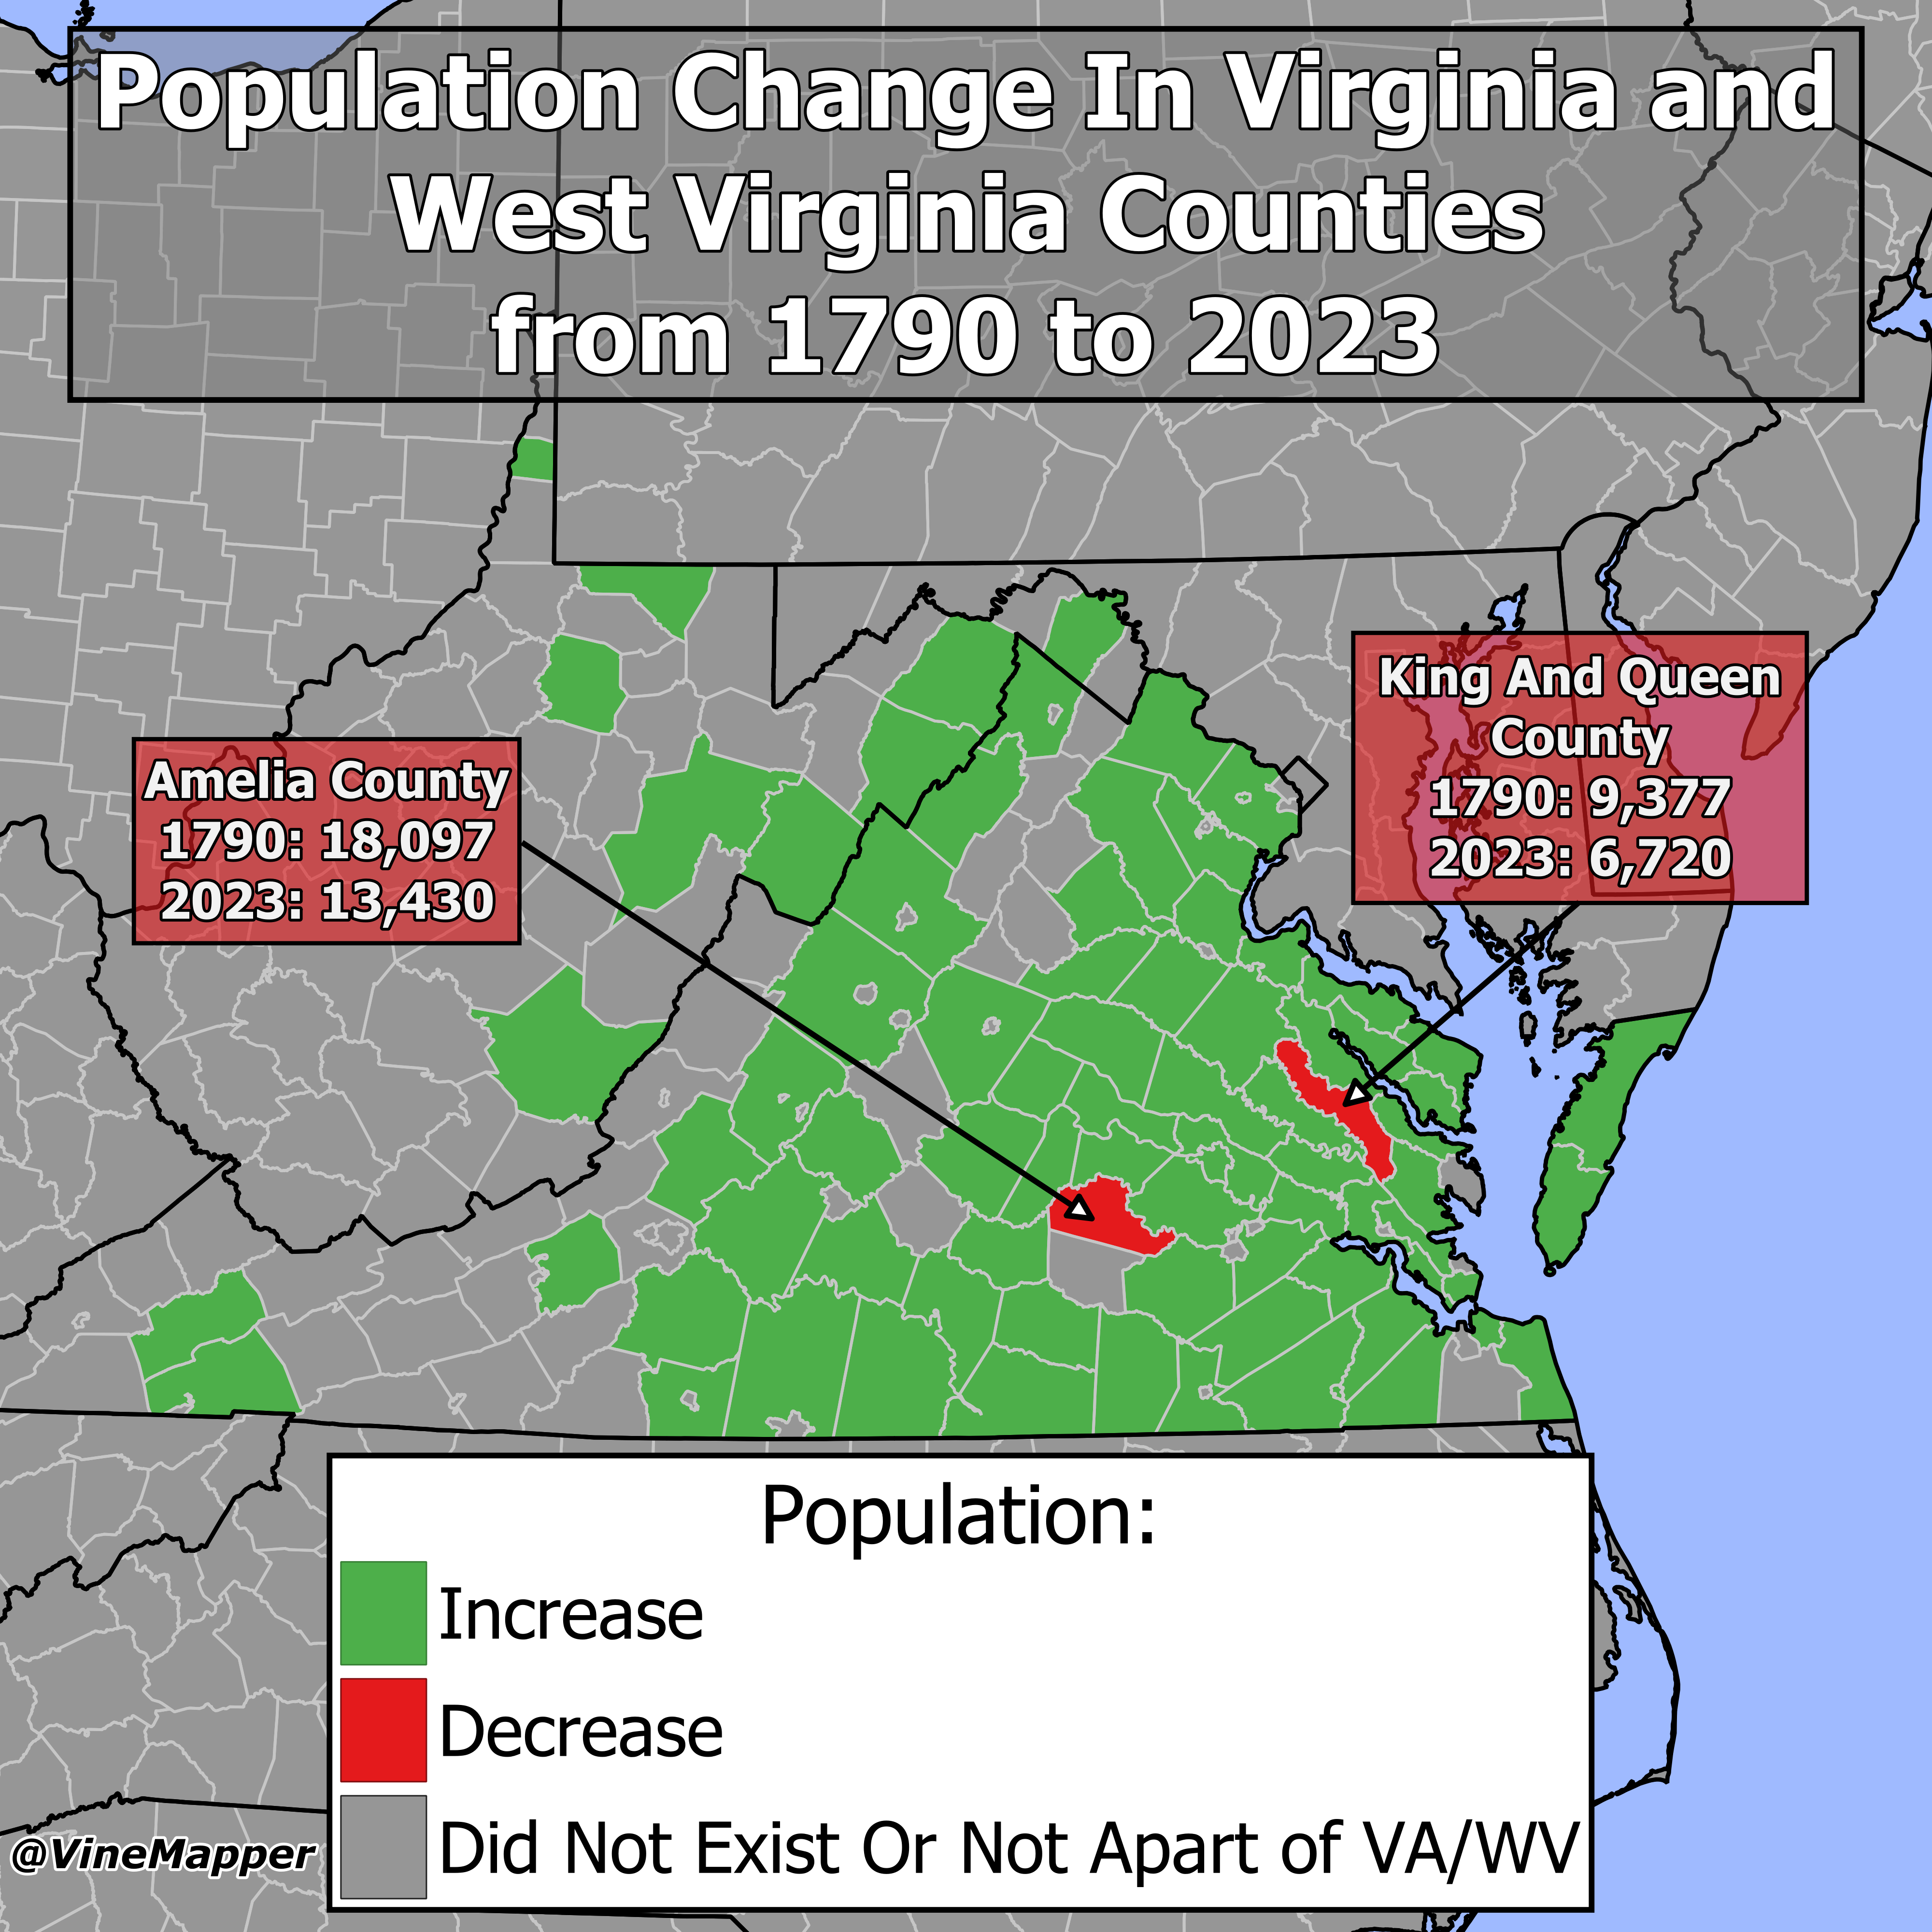 Population Change In Virginia and
West Virginia Counties
from 1790 to 2023
King And Queen
County
1790: 9,377
2023: 6,720
Amelia County
1790: 18,097
2023: 13,430
Population:
Increase
Decrease
Did Not Exist Or Not Apart of VA/WV
@VineMapper